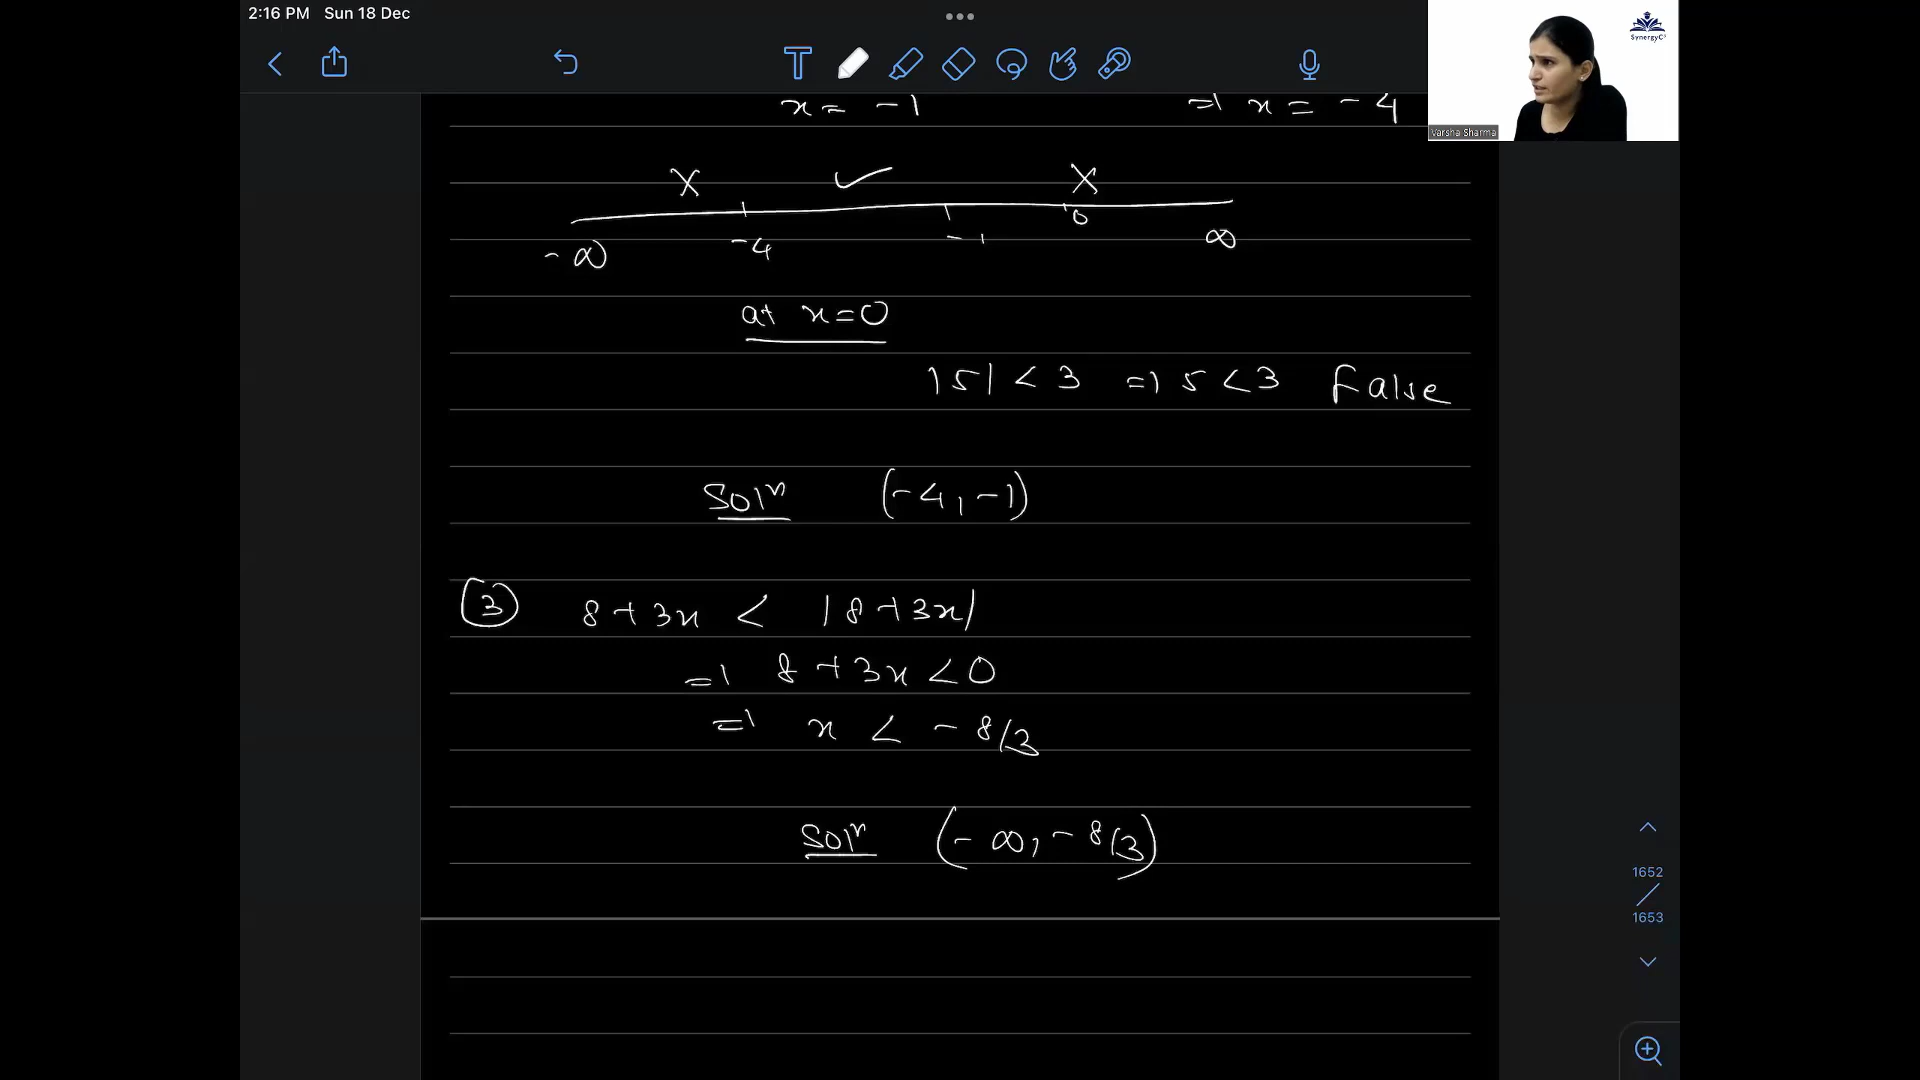 2:16 PM Sun 18 Dec
SynergyC²
Varsha Sharma
x = -1 ⇒ x = -4
X ✓ X
-∞ -4 -1 0 ∞
at x=0
|5| < 3 ⇒ 5 < 3 False
Solⁿ (-4, -1)
③ 8+3x < |8+3x|
⇒ 8+3x < 0
⇒ x < -8/3
Solⁿ (-∞, -8/3)
1652
/
1653